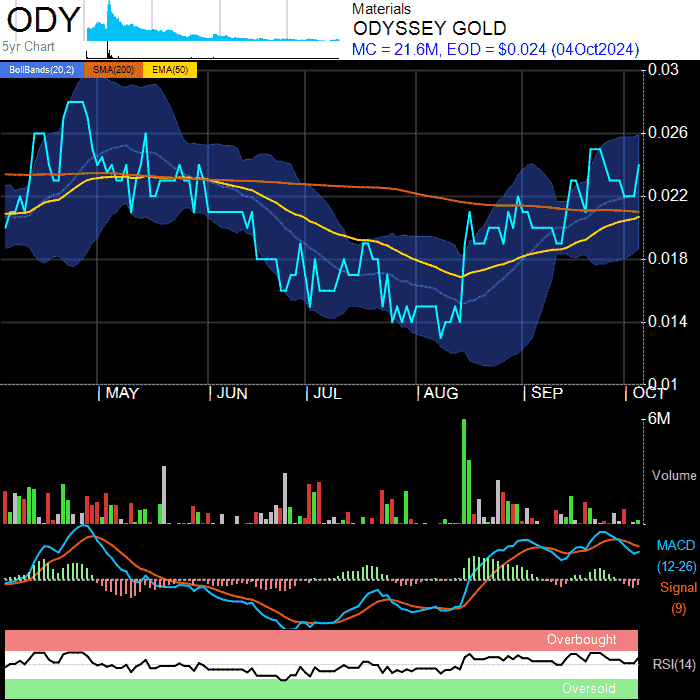 ODY
5yr Chart
Materials
ODYSSEY GOLD
MC = 21.6M, EOD = $0.024 (04Oct2024)
BollBands(20,2) SMA(200) EMA(50)
0.03
0.026
0.022
0.018
0.014
0.01
MAY JUN JUL AUG SEP OCT
6M
Volume
MACD
(12-26)
Signal
(9)
Overbought
RSI(14)
Oversold